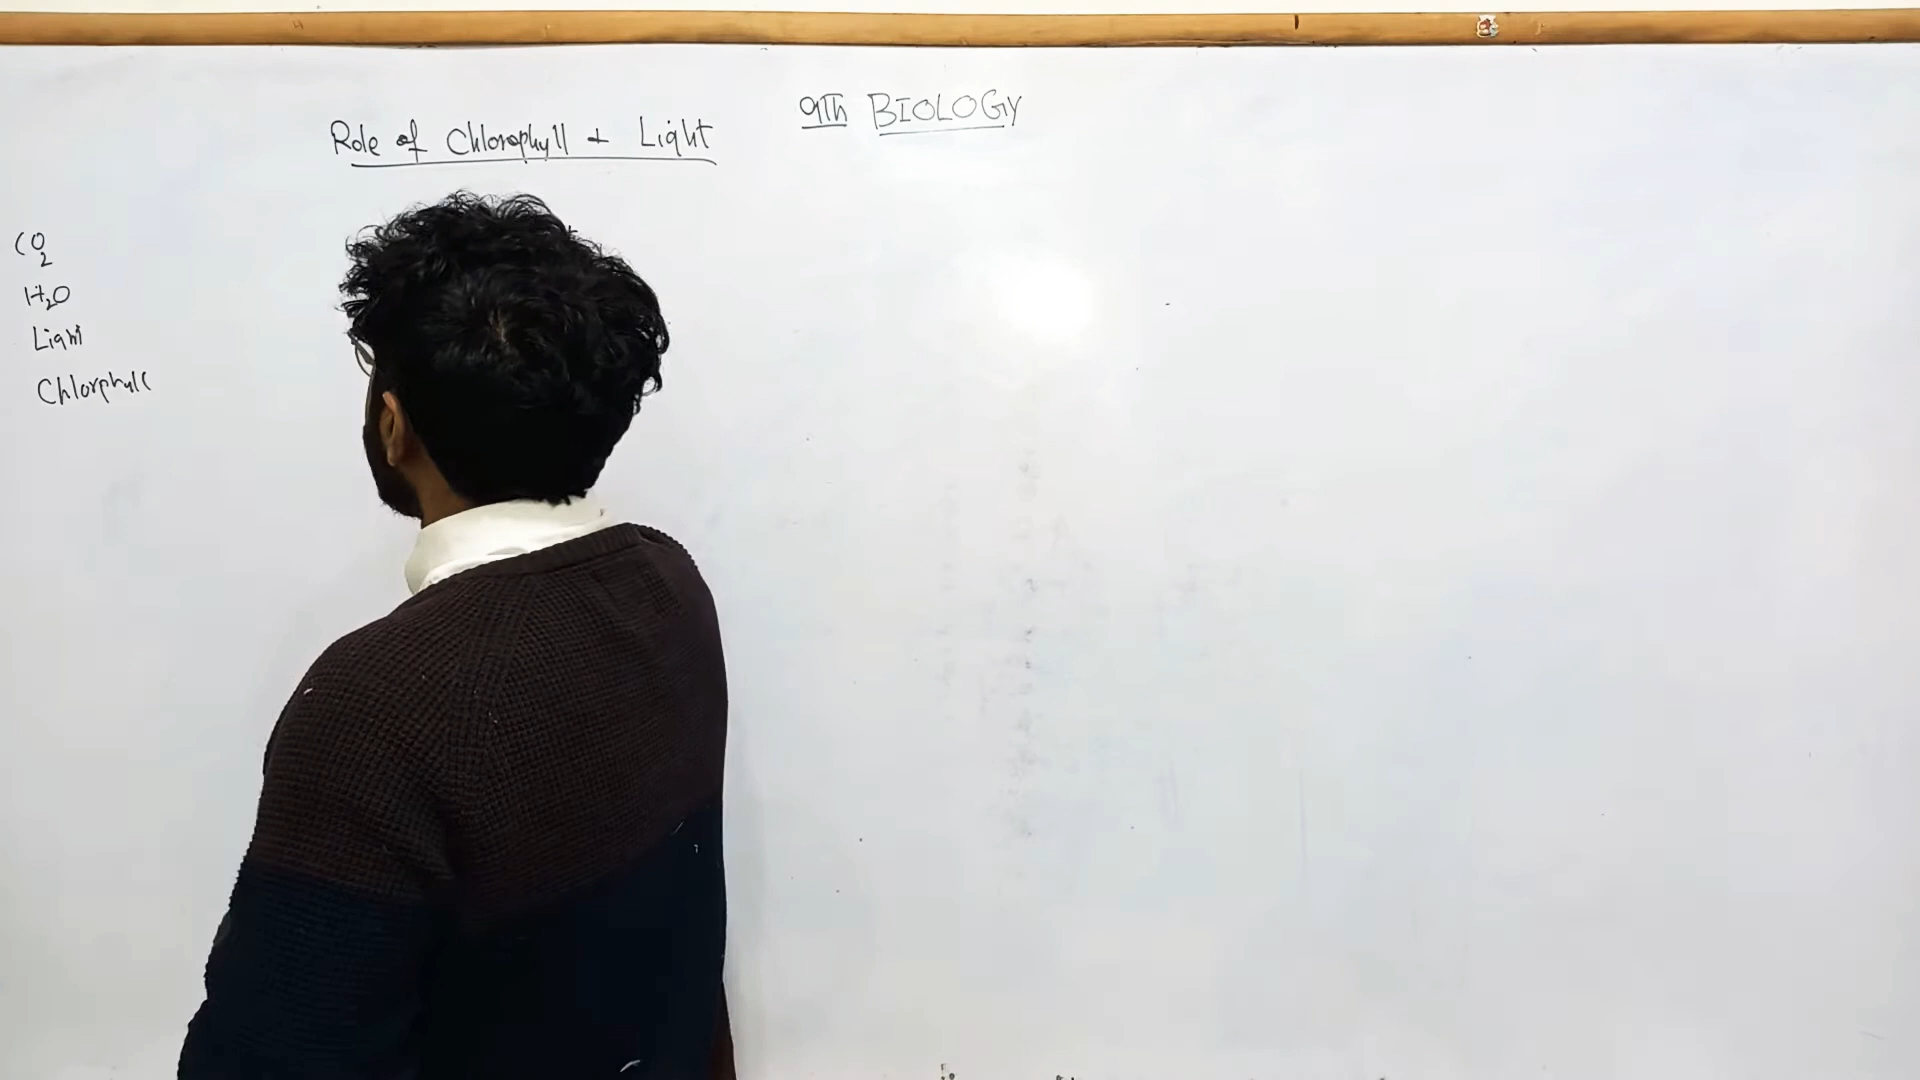 9Th BIOLOGY
Role of Chlorophyll + Light
CO2
H2O
Light
Chlorphyll